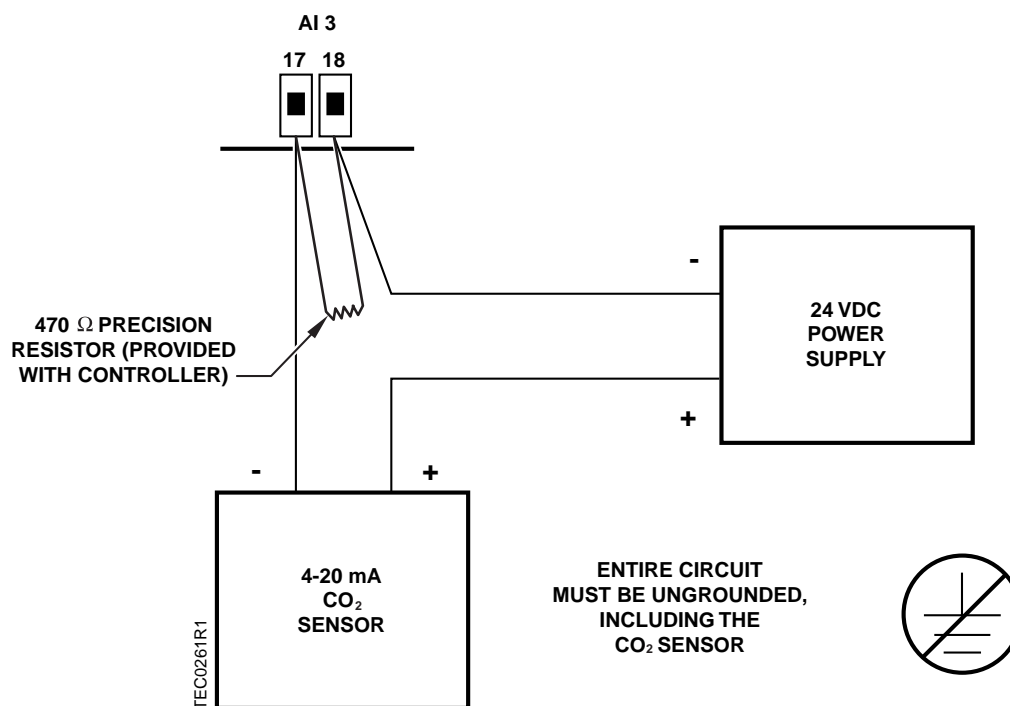 AI 3
17 18
-
24 VDC
POWER
SUPPLY
470 Ω PRECISION
RESISTOR (PROVIDED
WITH CONTROLLER)
+
- +
4-20 mA
CO₂
SENSOR
ENTIRE CIRCUIT
MUST BE UNGROUNDED,
INCLUDING THE
CO₂ SENSOR
TEC0261R1